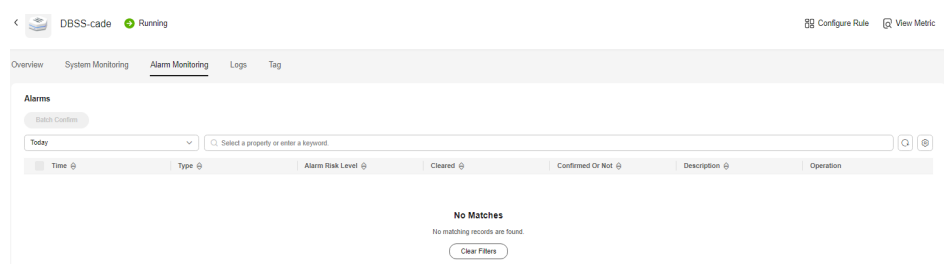 DBSS-cade Running Configure Rule View Metric
Overview System Monitoring Alarm Monitoring Logs Tag
Alarms
Batch Confirm
Today Select a property or enter a keyword.
Time Type Alarm Risk Level Cleared Confirmed Or Not Description Operation
No Matches
No matching records are found.
Clear Filters